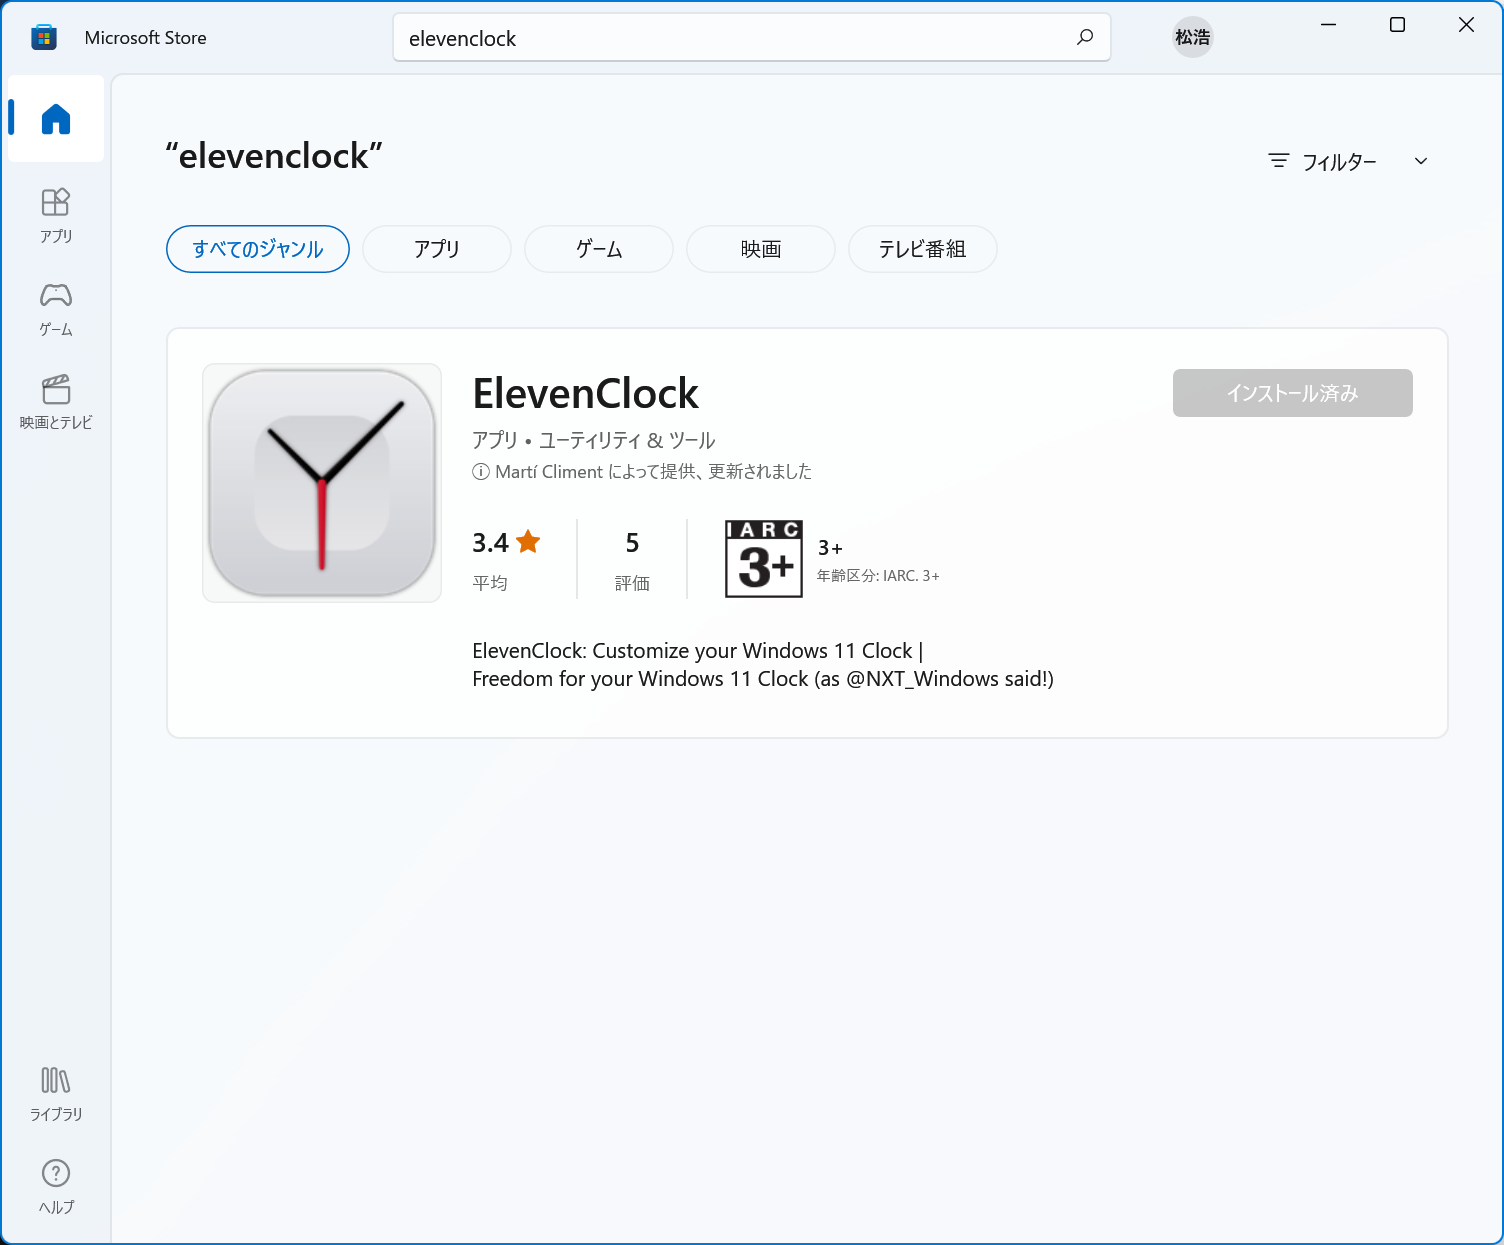 Microsoft Store
elevenclock
松浩
アプリ
ゲーム
映画とテレビ
ライブラリ
ヘルプ
“elevenclock”
フィルター
すべてのジャンル
アプリ
ゲーム
映画
テレビ番組
ElevenClock
インストール済み
アプリ • ユーティリティ & ツール
Martí Climent によって提供、更新されました
3.4
平均
5
評価
IARC
3+
3+
年齢区分: IARC. 3+
ElevenClock: Customize your Windows 11 Clock |
Freedom for your Windows 11 Clock (as @NXT_Windows said!)